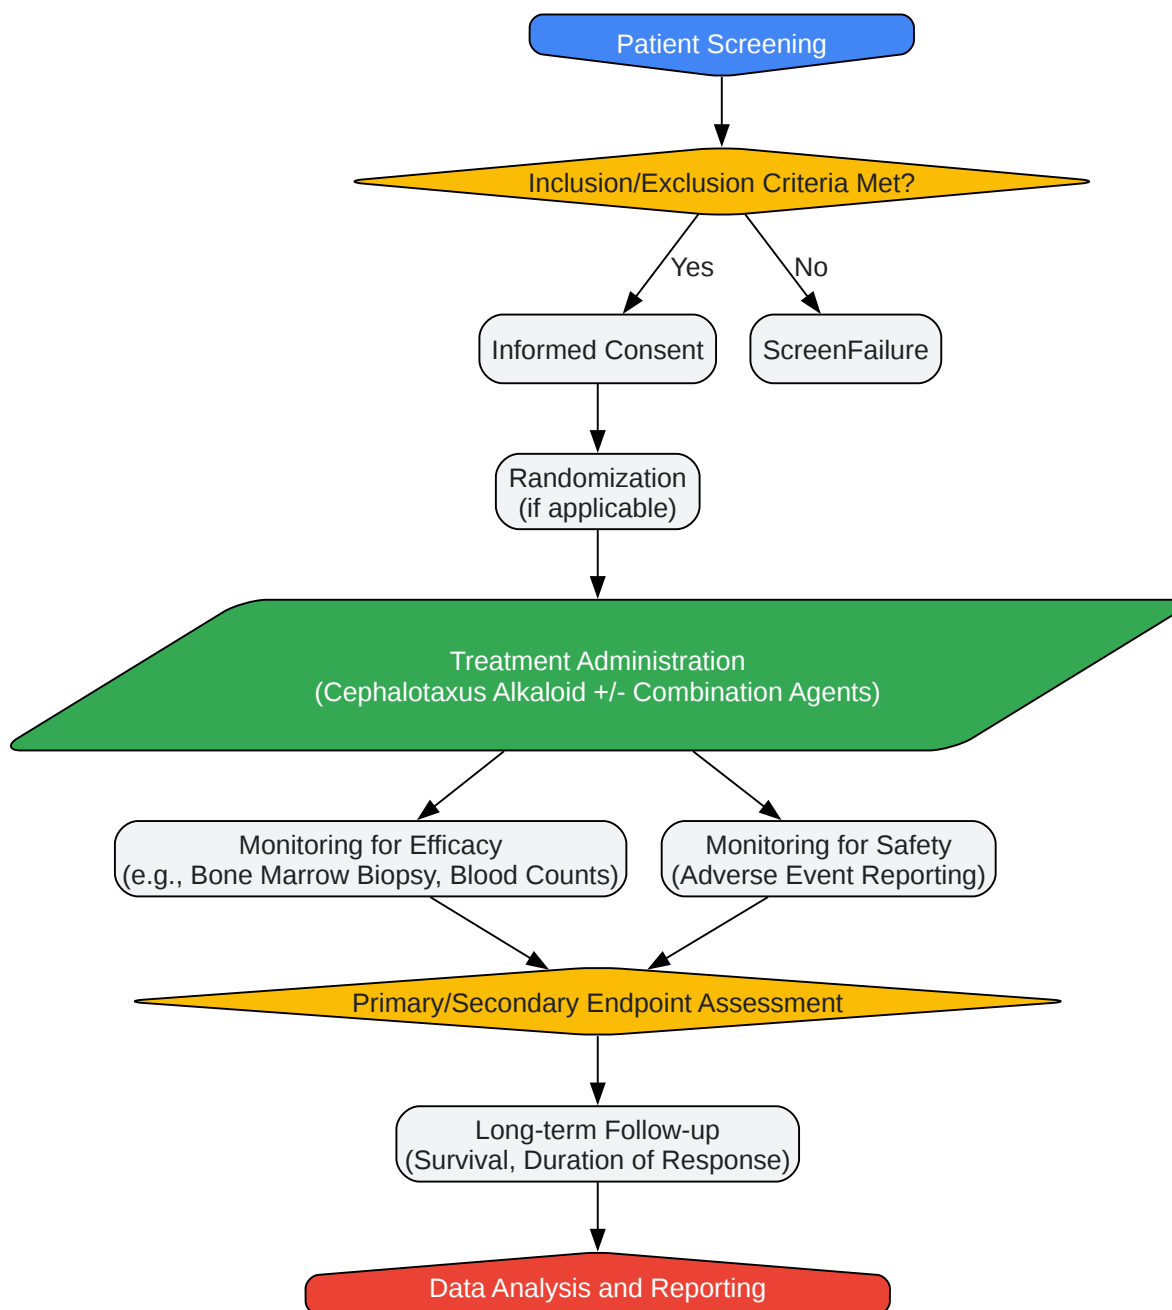 Patient Screening
Inclusion/Exclusion Criteria Met?
Yes
No
Informed Consent
ScreenFailure
Randomization
(if applicable)
Treatment Administration
(Cephalotaxus Alkaloid +/- Combination Agents)
Monitoring for Efficacy
(e.g., Bone Marrow Biopsy, Blood Counts)
Monitoring for Safety
(Adverse Event Reporting)
Primary/Secondary Endpoint Assessment
Long-term Follow-up
(Survival, Duration of Response)
Data Analysis and Reporting